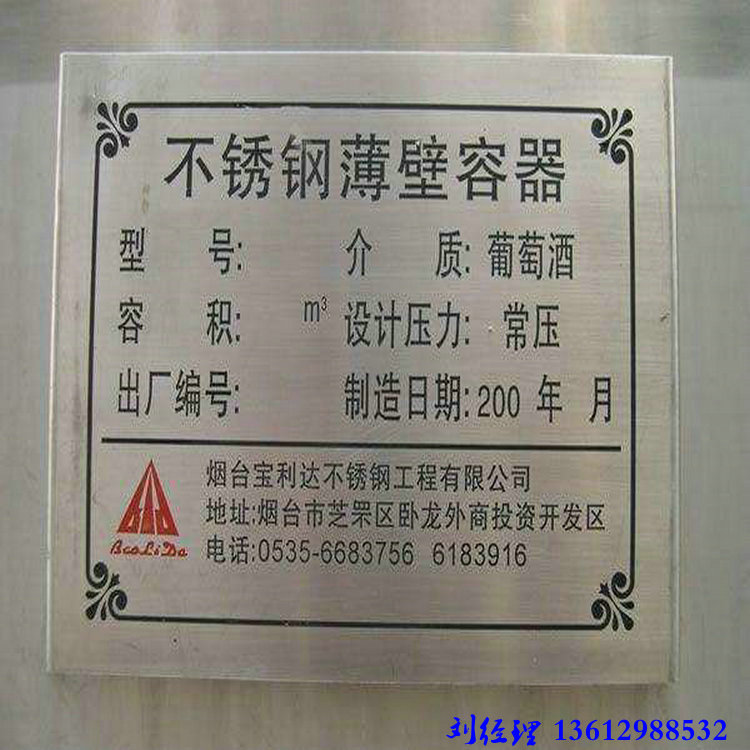 不锈钢薄壁容器
型 号: 介 质: 葡萄酒
容 积: m³ 设计压力: 常压
出厂编号: 制造日期: 200 年 月
烟台宝利达不锈钢工程有限公司
地址:烟台市芝罘区卧龙外商投资开发区
BaoLiDa 电话:0535-6683756 6183916
刘经理 13612988532